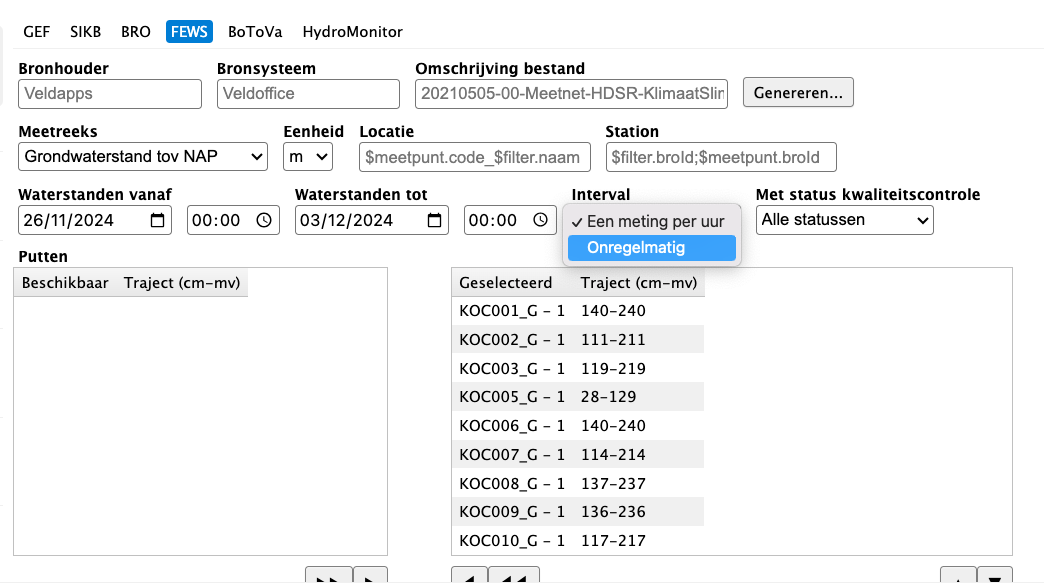 GEF SIKB BRO FEWS BoToVa HydroMonitor
Bronhouder Bronsysteem Omschrijving bestand
Veldapps Veldoffice 20210505-00-Meetnet-HDSR-KlimaatSlin Genereren...
Meetreeks Eenheid Locatie Station
Grondwaterstand tov NAP m $meetpunt.code_$filter.naam $filter.broId;$meetpunt.broId
Waterstanden vanaf Waterstanden tot Interval Met status kwaliteitscontrole
26/11/2024 00:00 03/12/2024 00:00 ✓ Een meting per uur Alle statussen
Onregelmatig
Putten
Beschikbaar Traject (cm-mv) Geselecteerd Traject (cm-mv)
KOC001_G - 1 140-240
KOC002_G - 1 111-211
KOC003_G - 1 119-219
KOC005_G - 1 28-129
KOC006_G - 1 140-240
KOC007_G - 1 114-214
KOC008_G - 1 137-237
KOC009_G - 1 136-236
KOC010_G - 1 117-217